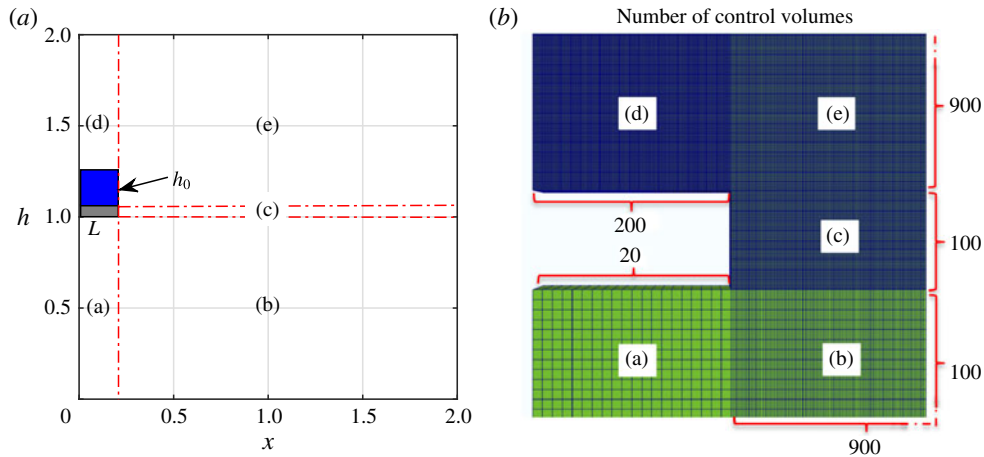 (a)
2.0
1.5
1.0
0.5
h
(d)
(e)
h0
(c)
L
(a)
(b)
0
0.5
1.0
1.5
2.0
x
(b)
Number of control volumes
(d)
(e)
900
200
20
(c)
100
(a)
(b)
100
900